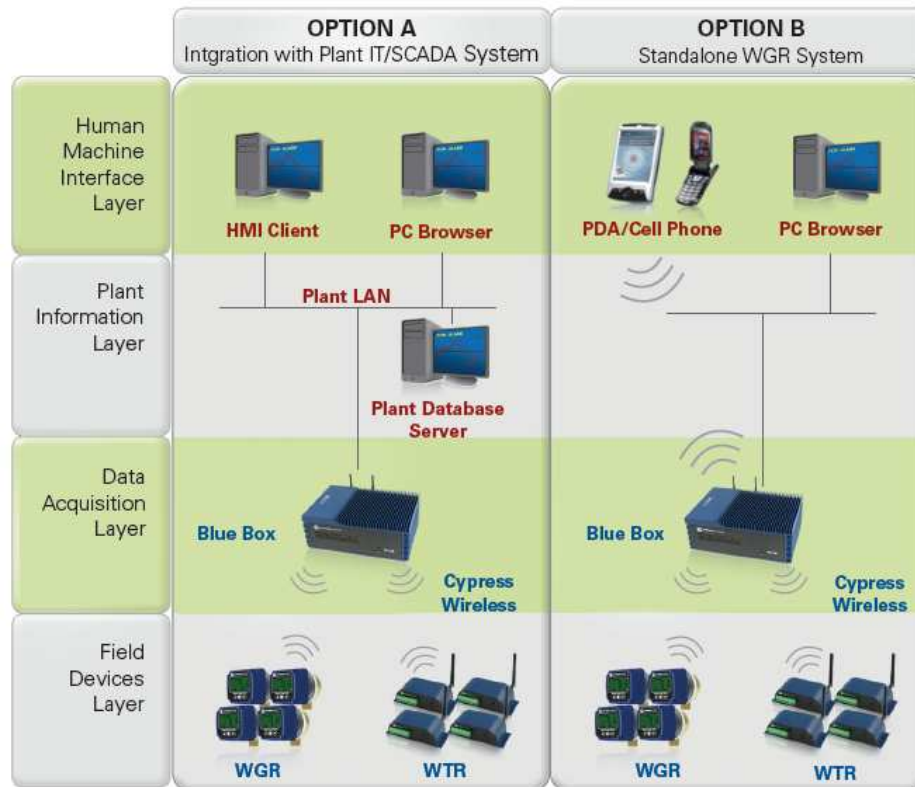 OPTION A
Intgration with Plant IT/SCADA System
OPTION B
Standalone WGR System
Human
Machine
Interface
Layer
HMI Client
PC Browser
PDA/Cell Phone
PC Browser
Plant
Information
Layer
Plant LAN
Plant Database
Server
Data
Acquisition
Layer
Blue Box
Cypress
Wireless
Blue Box
Cypress
Wireless
Field
Devices
Layer
WGR
WTR
WGR
WTR